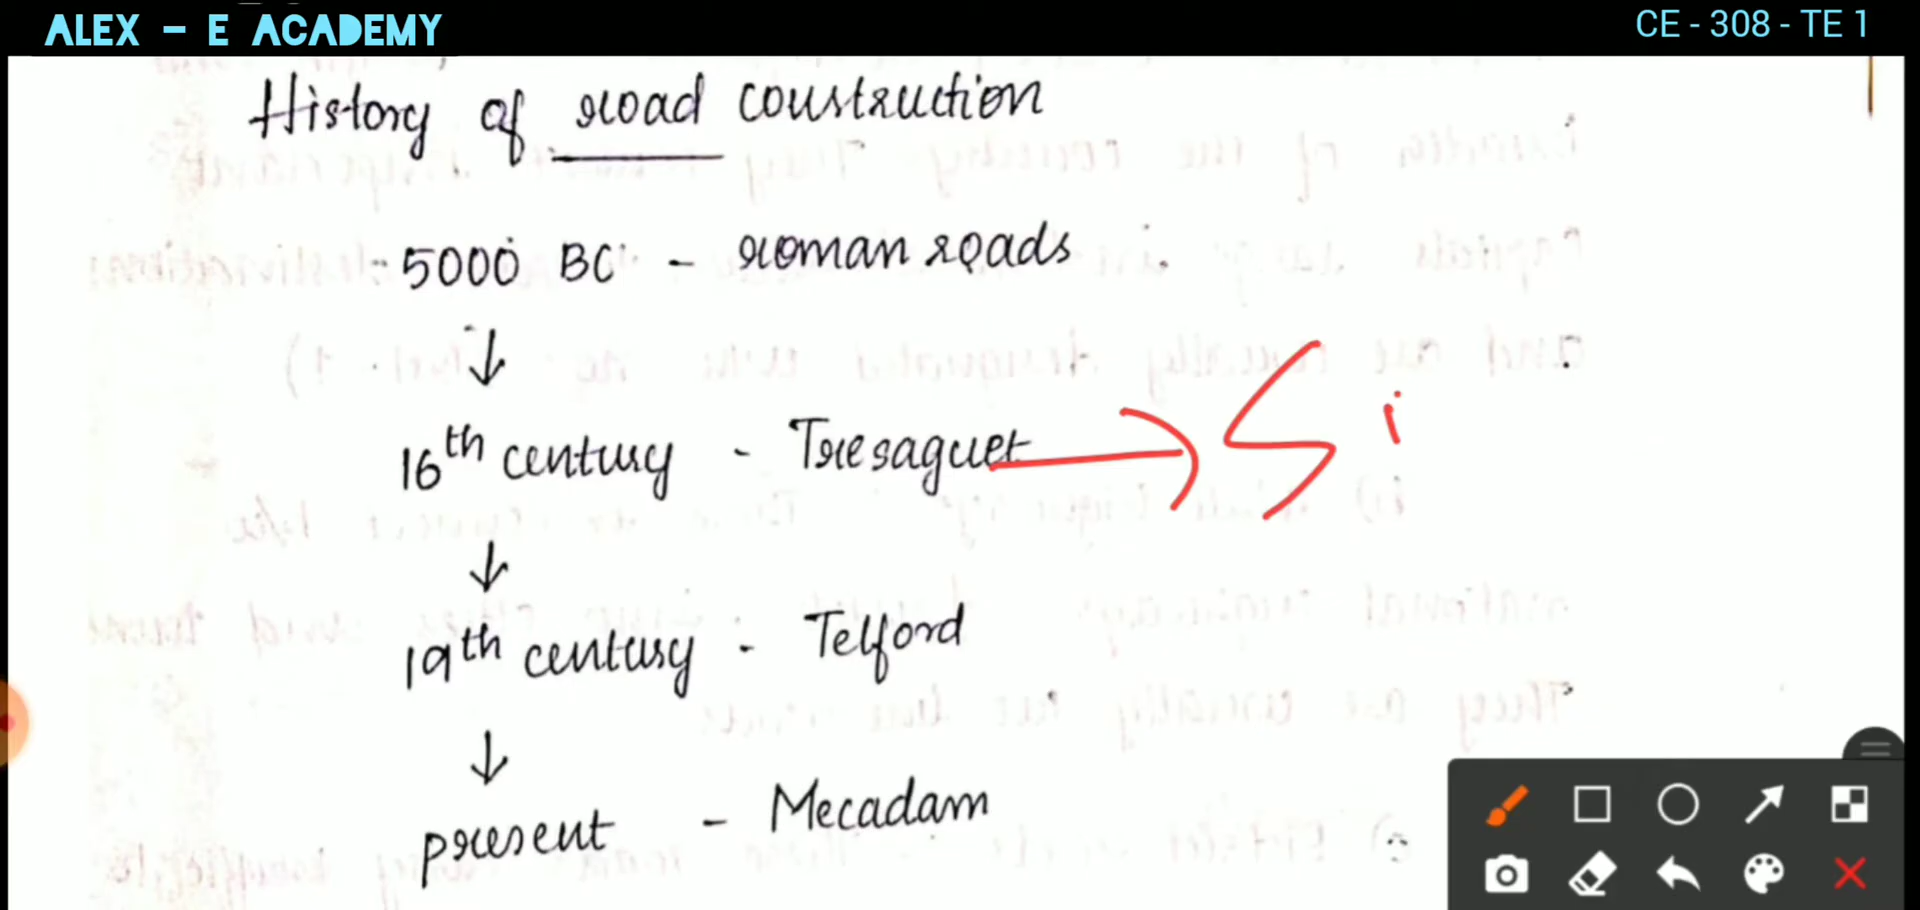 ALEX - E ACADEMY
CE - 308 - TE 1
History of road construction
5000 BC - roman roads
16th century - Tresaguet
Si
19th century - Telford
present - Mecadam